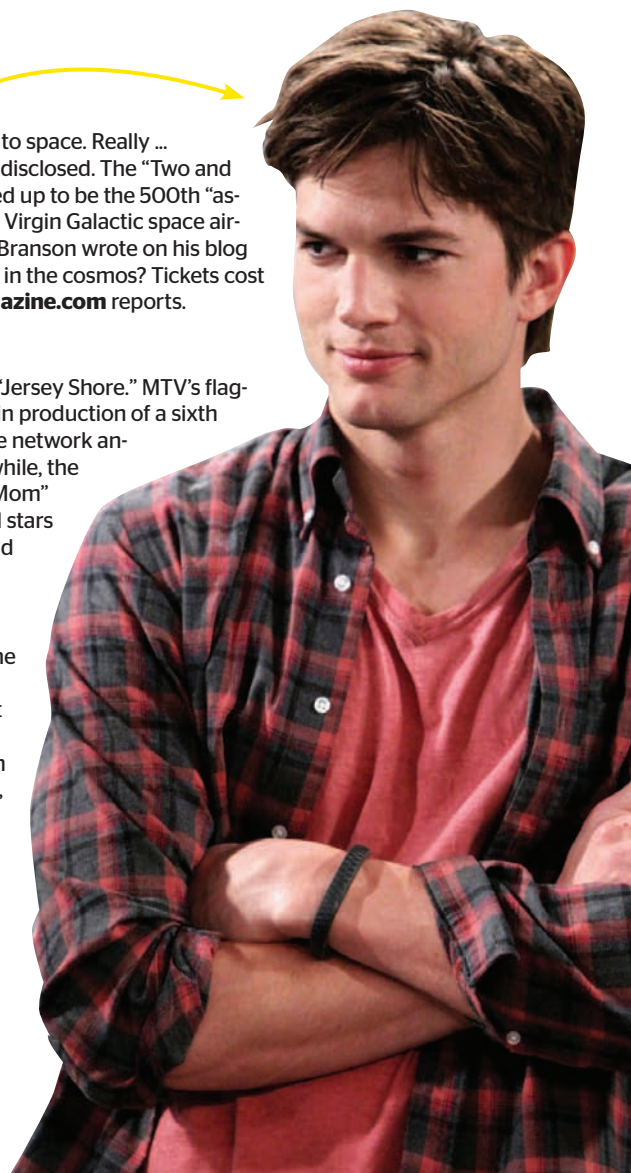 to space. Really ...
disclosed. The “Two and
ed up to be the 500th “as-
Virgin Galactic space air-
Branson wrote on his blog
in the cosmos? Tickets cost
azine.com reports.
“Jersey Shore.” MTV’s flag-
in production of a sixth
e network an-
while, the
Mom”
l stars
d
ne
t
n
,